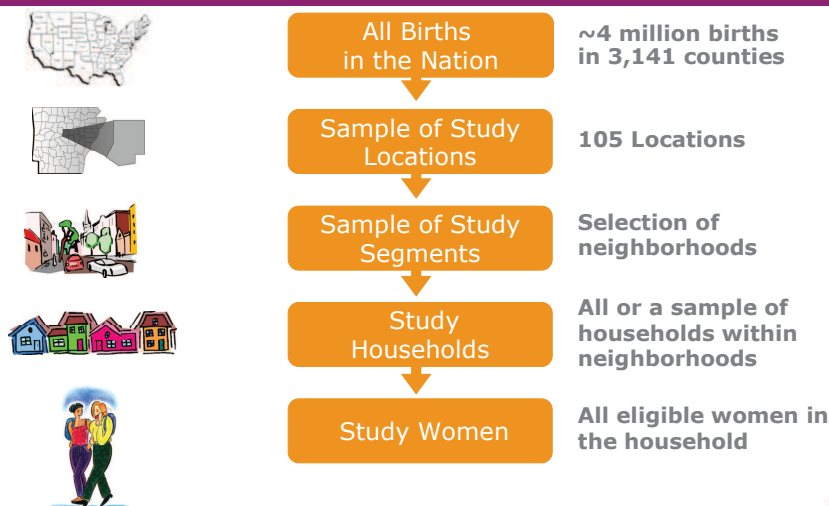 All Births
in the Nation
~4 million births
in 3,141 counties
Sample of Study
Locations
105 Locations
Sample of Study
Segments
Selection of
neighborhoods
Study
Households
All or a sample of
households within
neighborhoods
Study Women
All eligible women in
the household